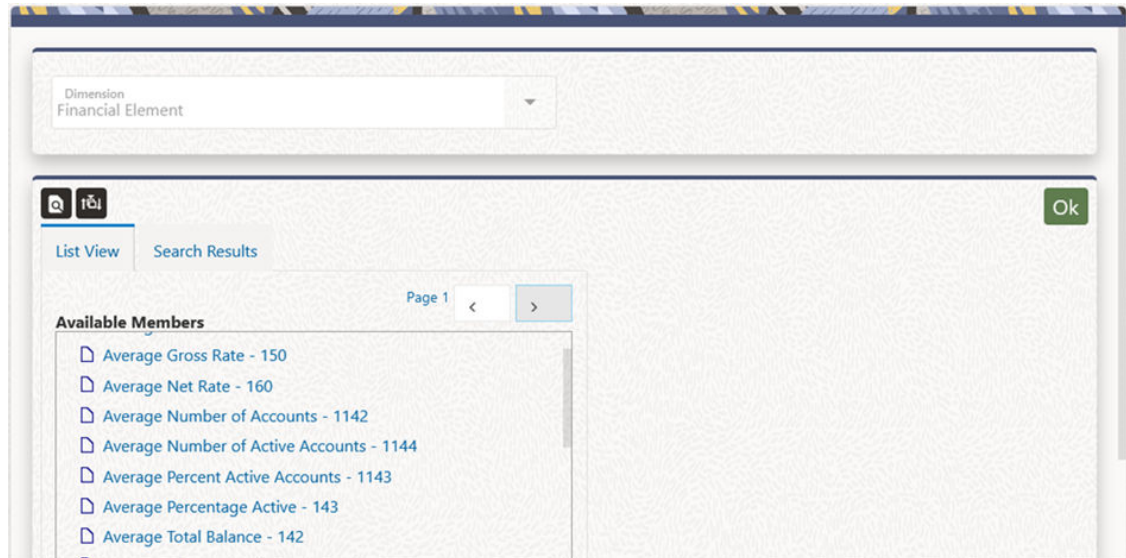 Dimension
Financial Element
Ok
List View Search Results
Page 1
Available Members
Average Gross Rate - 150
Average Net Rate - 160
Average Number of Accounts - 1142
Average Number of Active Accounts - 1144
Average Percent Active Accounts - 1143
Average Percentage Active - 143
Average Total Balance - 142